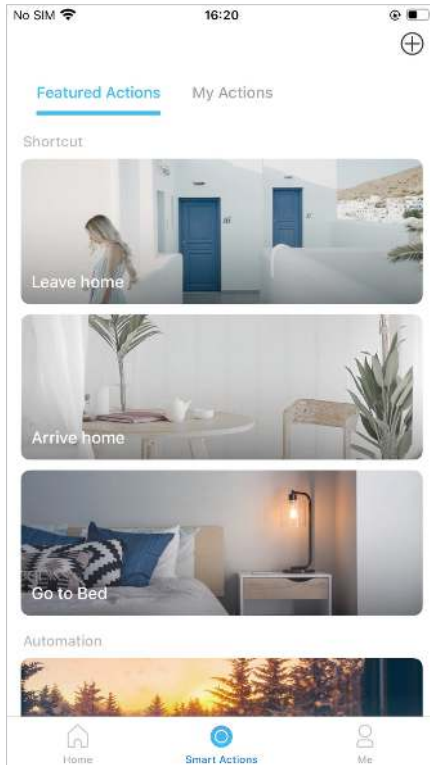 No SIM 16:20
Featured Actions My Actions
Shortcut
Leave home
Arrive home
Go to Bed
Automation
Home Smart Actions Me